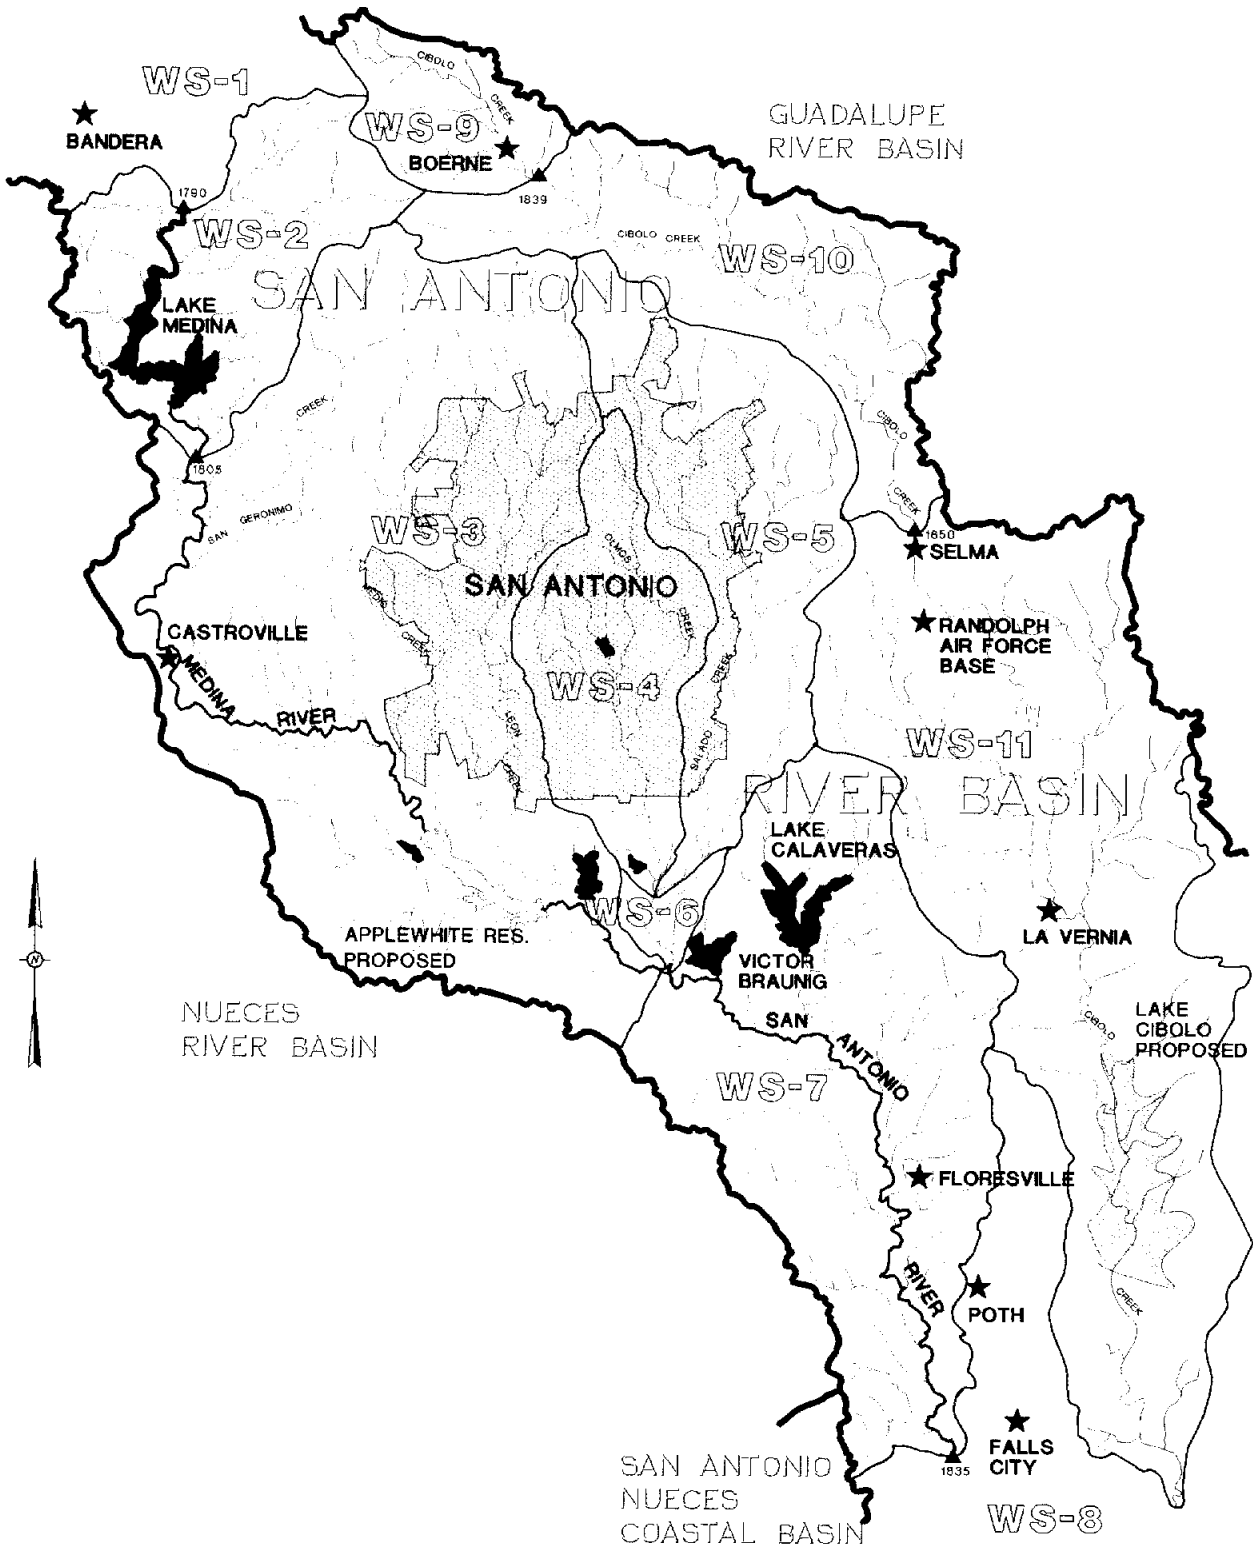 CIBOLO
CREEK
WS-1
BANDERA
WS-9
BOERNE
GUADALUPE
RIVER BASIN
1790
1839
WS-2
CIBOLO CREEK
WS-10
SAN ANTONIO
LAKE
MEDINA
CREEK
CIBOLO
CREEK
1805
SAN GERONIMO
WS-3
OLMOS
WS-5
1850
SELMA
SAN ANTONIO
CREEK
CREEK
CASTROVILLE
RANDOLPH
AIR FORCE
BASE
MEDINA
RIVER
WS-4
CREEK
LEON
CREEK
SALADO
WS-11
RIVER BASIN
LAKE
CALAVERAS
WS-6
APPLEWHITE RES.
PROPOSED
LA VERNIA
VICTOR
BRAUNIG
N
NUECES
RIVER BASIN
SAN
ANTONIO
CIBOLO
LAKE
CIBOLO
PROPOSED
WS-7
FLORESVILLE
RIVER
POTH
CREEK
FALLS
CITY
1835
SAN ANTONIO
NUECES
COASTAL BASIN
WS-8